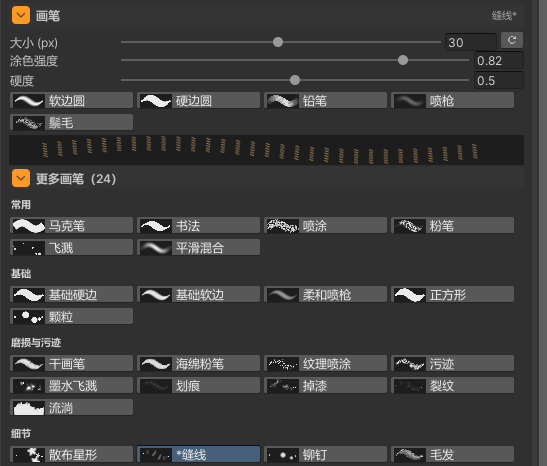 画笔 缝线*
大小 (px) 30
涂色强度 0.82
硬度 0.5
软边圆 硬边圆 铅笔 喷枪
鬃毛
更多画笔（24）
常用
马克笔 书法 喷涂 粉笔
飞溅 平滑混合
基础
基础硬边 基础软边 柔和喷枪 正方形
颗粒
磨损与污迹
干画笔 海绵粉笔 纹理喷涂 污迹
墨水飞溅 划痕 掉漆 裂纹
流淌
细节
散布星形 *缝线 铆钉 毛发